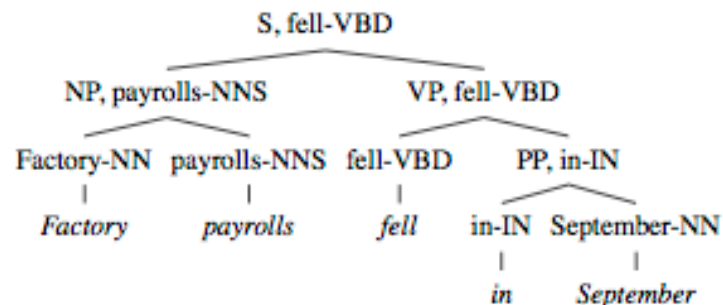 S, fell-VBD
NP, payrolls-NNS VP, fell-VBD
Factory-NN payrolls-NNS fell-VBD PP, in-IN
Factory payrolls fell in-IN September-NN
in September